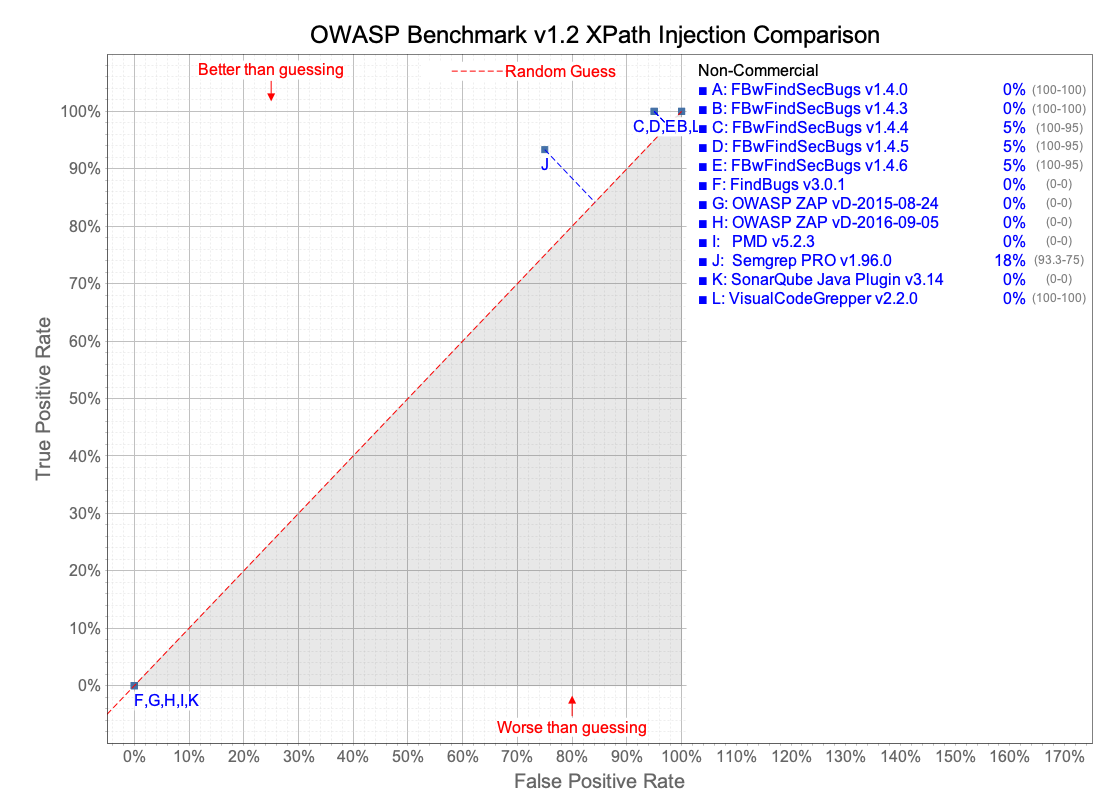 OWASP Benchmark v1.2 XPath Injection Comparison
Better than guessing
Random Guess
Non-Commercial
A: FBwFindSecBugs v1.4.0 0% (100-100)
B: FBwFindSecBugs v1.4.3 0% (100-100)
C: FBwFindSecBugs v1.4.4 5% (100-95)
D: FBwFindSecBugs v1.4.5 5% (100-95)
E: FBwFindSecBugs v1.4.6 5% (100-95)
F: FindBugs v3.0.1 0% (0-0)
G: OWASP ZAP vD-2015-08-24 0% (0-0)
H: OWASP ZAP vD-2016-09-05 0% (0-0)
I: PMD v5.2.3 0% (0-0)
J: Semgrep PRO v1.96.0 18% (93.3-75)
K: SonarQube Java Plugin v3.14 0% (0-0)
L: VisualCodeGrepper v2.2.0 0% (100-100)
100%
90%
80%
70%
60%
50%
40%
30%
20%
10%
0%
True Positive Rate
C,D,EB,L
J
F,G,H,I,K
Worse than guessing
0% 10% 20% 30% 40% 50% 60% 70% 80% 90% 100% 110% 120% 130% 140% 150% 160% 170%
False Positive Rate